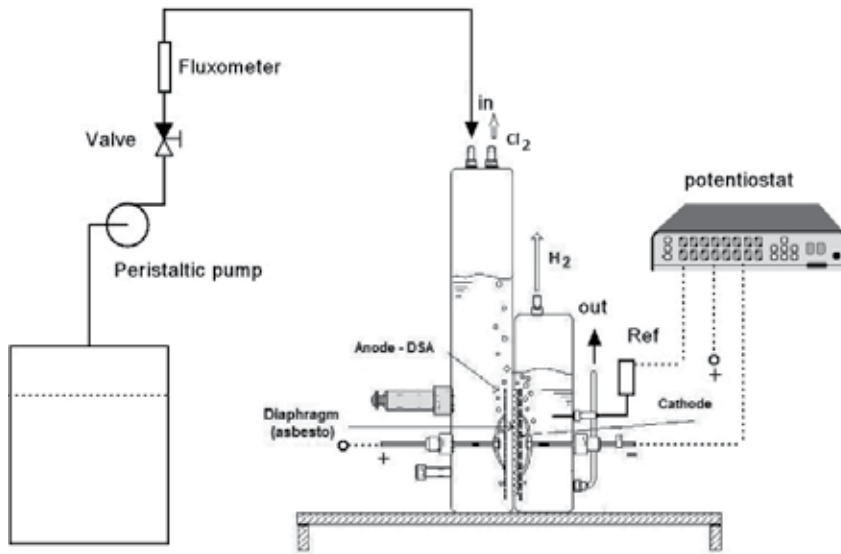 Fluxometer
in
Cl2
Valve
potentiostat
Peristaltic pump
H2
out
Ref
Anode - DSA
+
Cathode
Diaphragm
(asbesto)
+
-